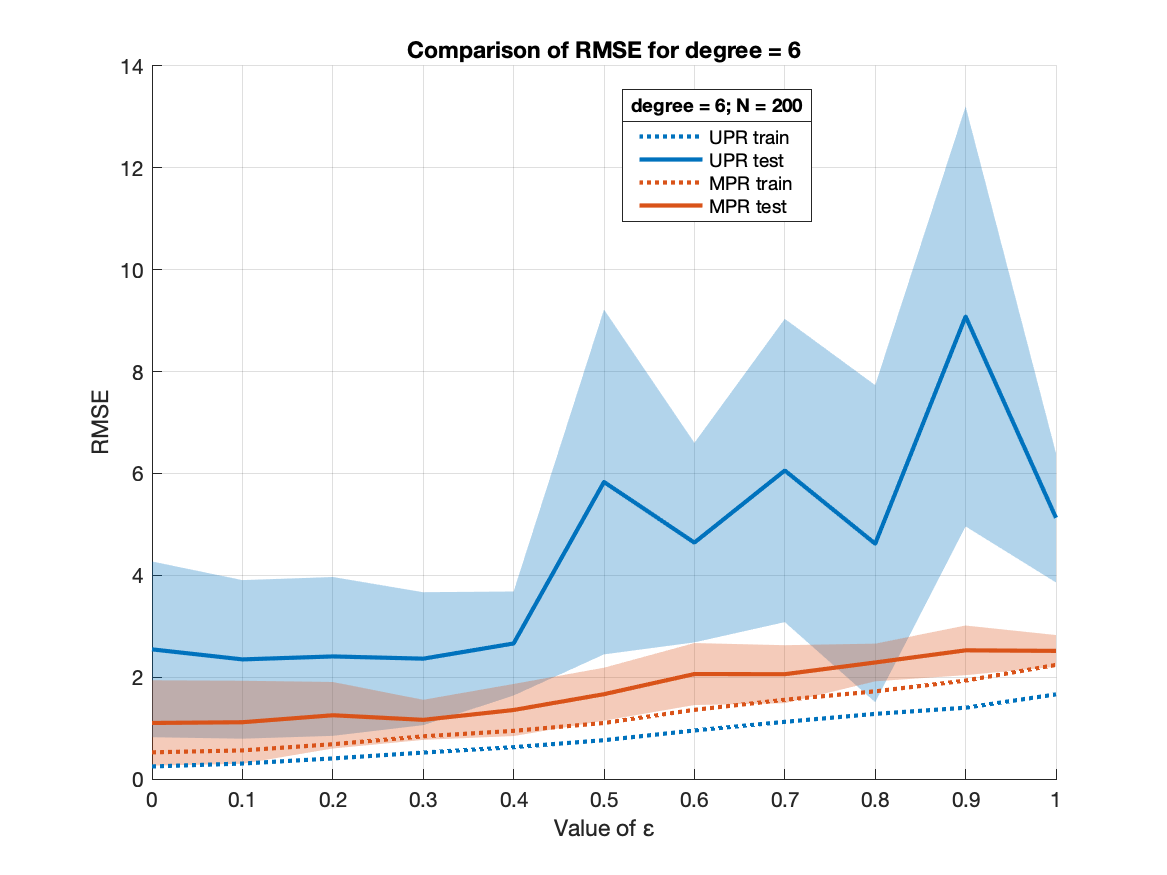 Comparison of RMSE for degree = 6
degree = 6; N = 200
UPR train
UPR test
MPR train
MPR test
14
12
10
8
6
4
2
0
RMSE
0 0.1 0.2 0.3 0.4 0.5 0.6 0.7 0.8 0.9 1
Value of ε